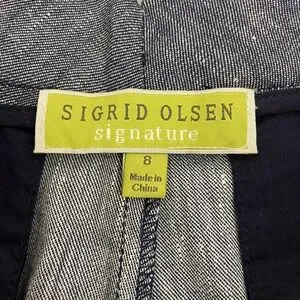 SIGRID OLSEN
signature
8
Made in
China